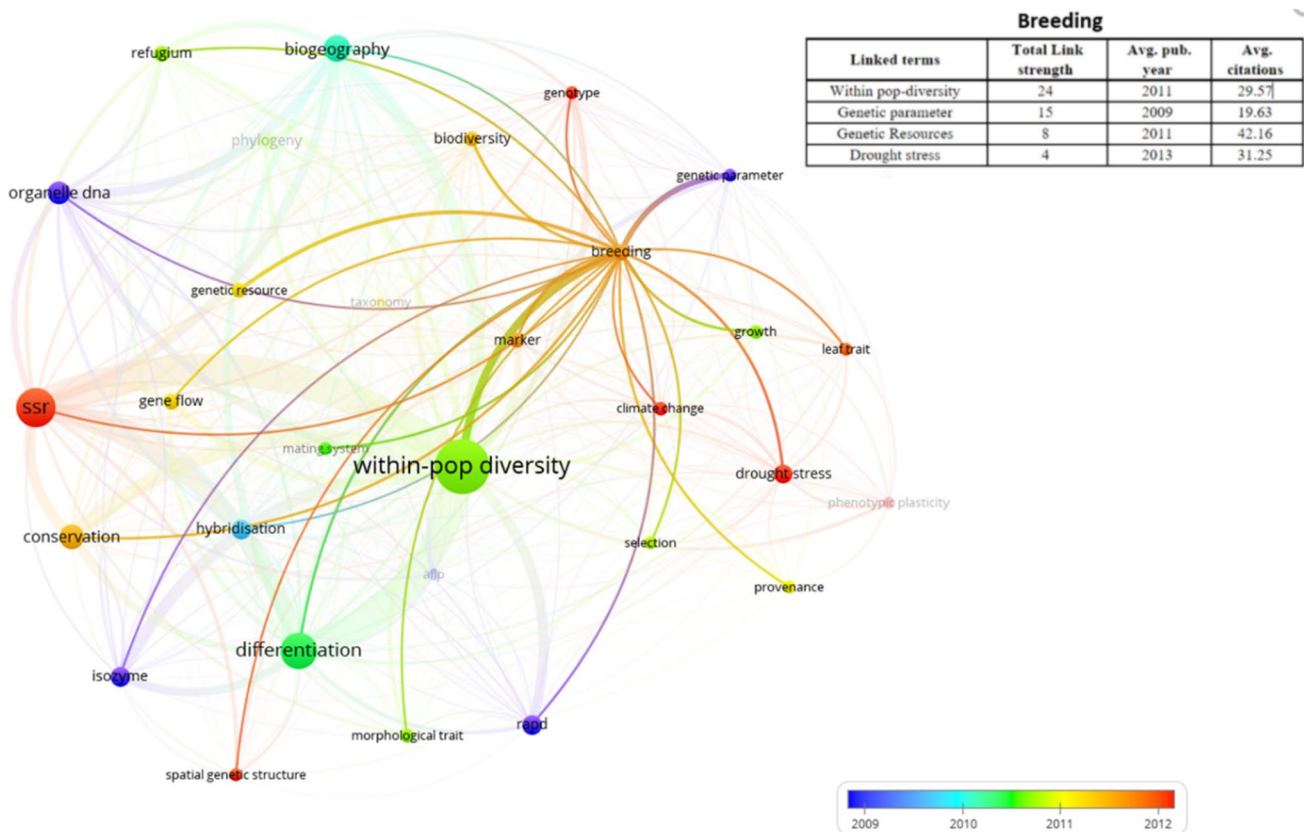 Breeding
Linked terms Total Link strength Avg. pub. year Avg. citations
Within pop-diversity 24 2011 29.57
Genetic parameter 15 2009 19.63
Genetic Resources 8 2011 42.16
Drought stress 4 2013 31.25
refugium
biogeography
genotype
biodiversity
phylogeny
genetic parameter
organelle dna
breeding
genetic resource
taxonomy
growth
marker
leaf trait
gene flow
ssr
climate change
mating system
within-pop diversity
drought stress
phenotypic plasticity
hybridisation
conservation
selection
aflp
provenance
differentiation
isozyme
rapd
morphological trait
spatial genetic structure
2009 2010 2011 2012